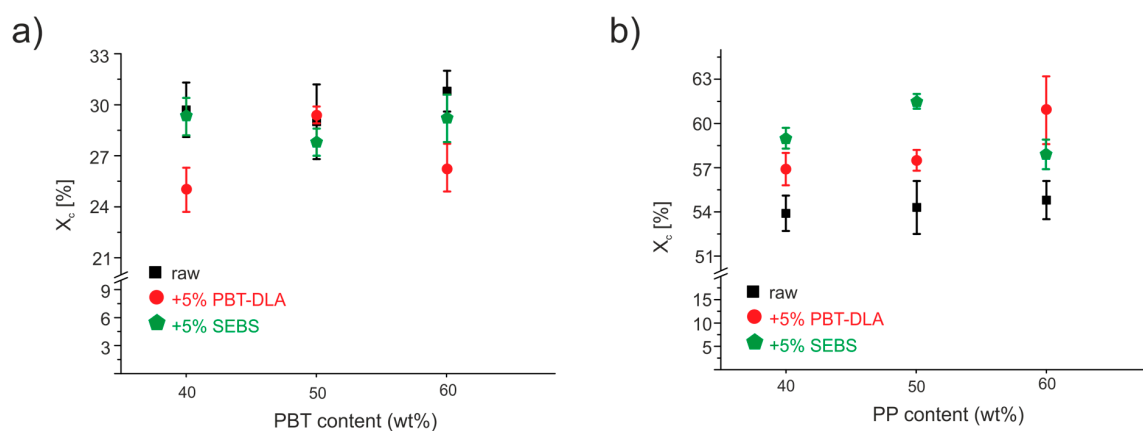 a)
33
30
27
24
21
9
6
3
X_c [%]
raw
+5% PBT-DLA
+5% SEBS
40
50
60
PBT content (wt%)
b)
63
60
57
54
51
15
10
5
X_c [%]
raw
+5% PBT-DLA
+5% SEBS
40
50
60
PP content (wt%)